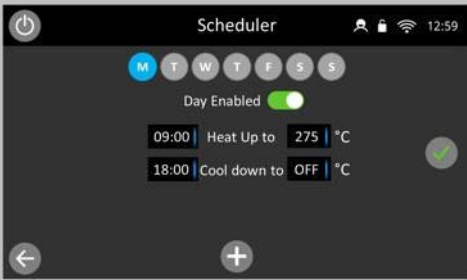 Scheduler 12:59
M T W T F S S
Day Enabled
09:00 Heat Up to 275 °C
18:00 Cool down to OFF °C